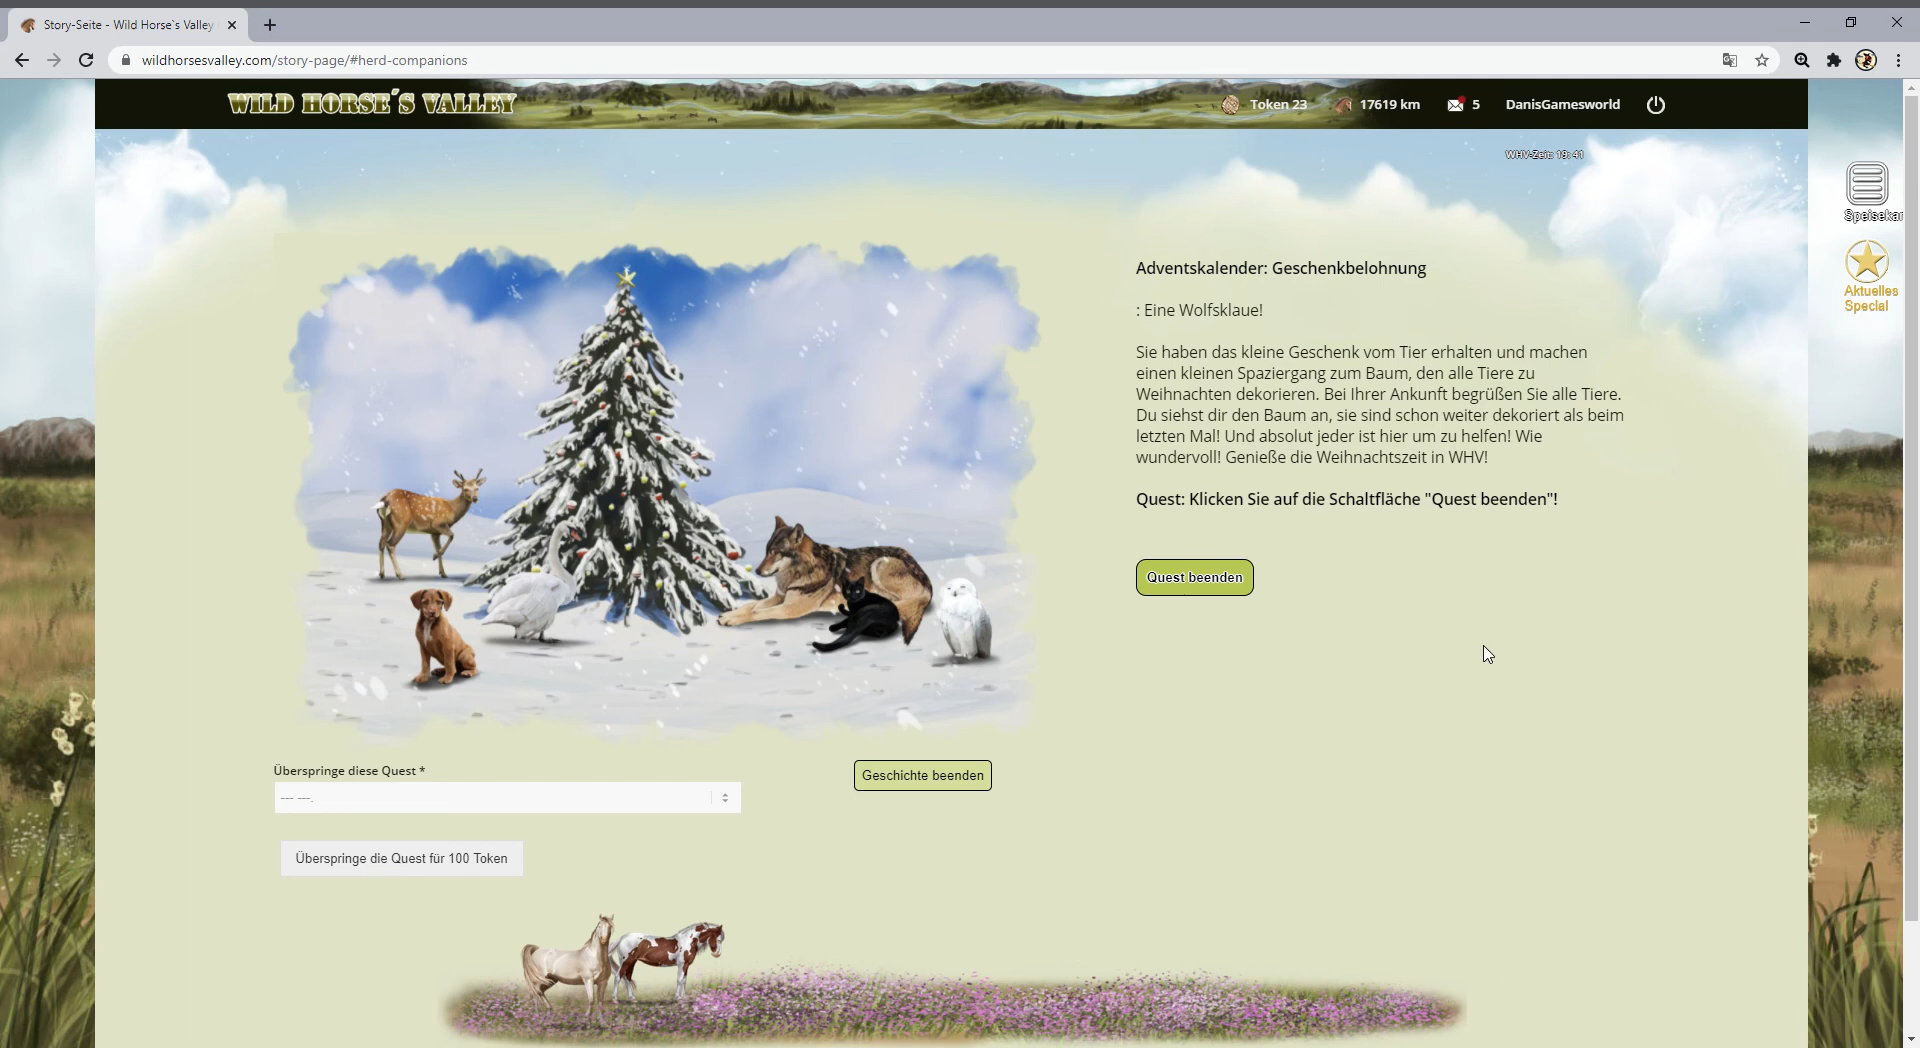 Story-Seite - Wild Horse`s Valley
wildhorsesvalley.com/story-page/#herd-companions
WILD HORSE´S VALLEY
Token 23
17619 km
5
DanisGamesworld
WHV-Zeit: 19: 41
Speisekar
Aktuelles
Special
Adventskalender: Geschenkbelohnung
: Eine Wolfsklaue!
Sie haben das kleine Geschenk vom Tier erhalten und machen
einen kleinen Spaziergang zum Baum, den alle Tiere zu
Weihnachten dekorieren. Bei Ihrer Ankunft begrüßen Sie alle Tiere.
Du siehst dir den Baum an, sie sind schon weiter dekoriert als beim
letzten Mal! Und absolut jeder ist hier um zu helfen! Wie
wundervoll! Genieße die Weihnachtszeit in WHV!
Quest: Klicken Sie auf die Schaltfläche "Quest beenden"!
Quest beenden
Überspringe diese Quest *
--- ---.
Geschichte beenden
Überspringe die Quest für 100 Token